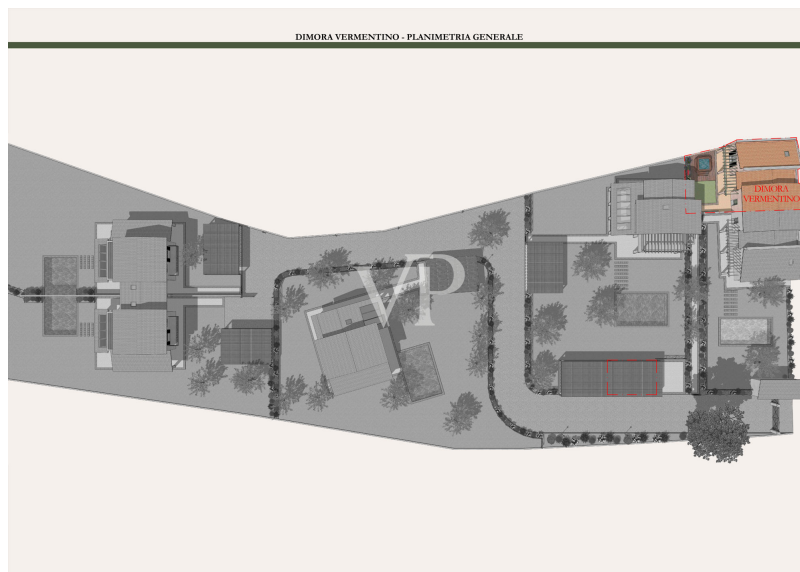 DIMORA VERMENTINO - PLANIMETRIA GENERALE
DIMORA
VERMENTINO
VP